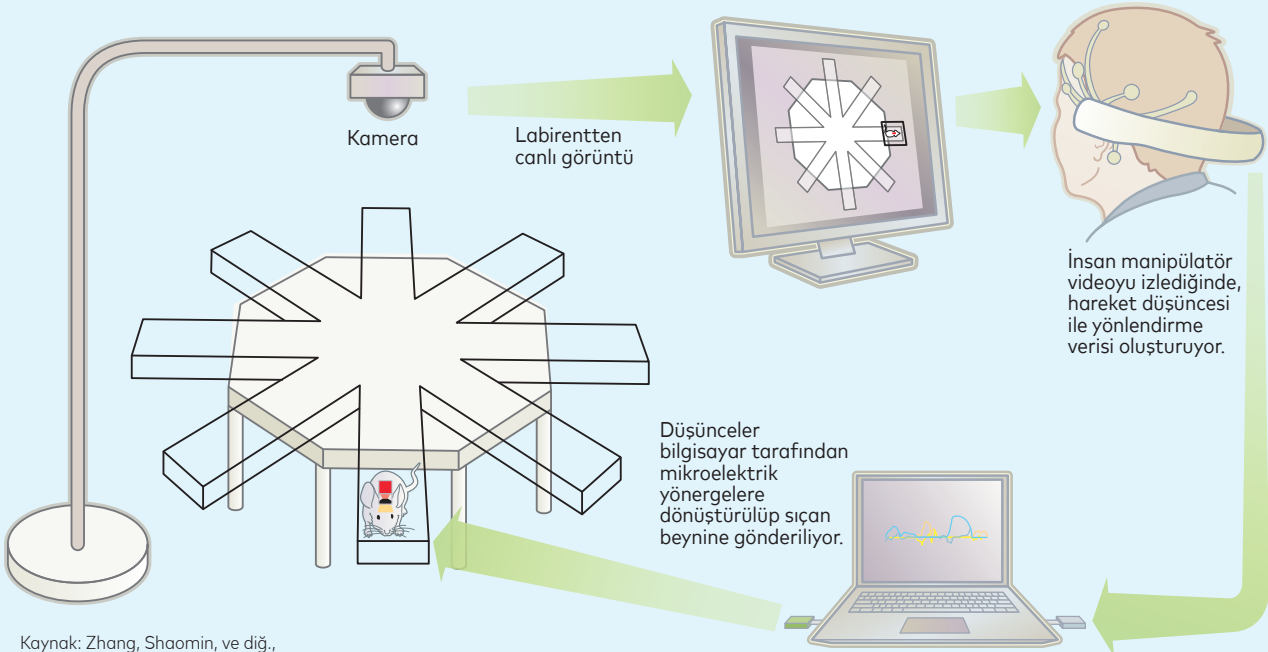 Kamera
Labirentten
canlı görüntü
İnsan manipülatör
videoyu izlediğinde,
hareket düşüncesi
ile yönlendirme
verisi oluşturuyor.
Düşünceler
bilgisayar tarafından
mikroelektrik
yönergelere
dönüştürülüp sıçan
beynine gönderiliyor.
Kaynak: Zhang, Shaomin, ve diğ.,